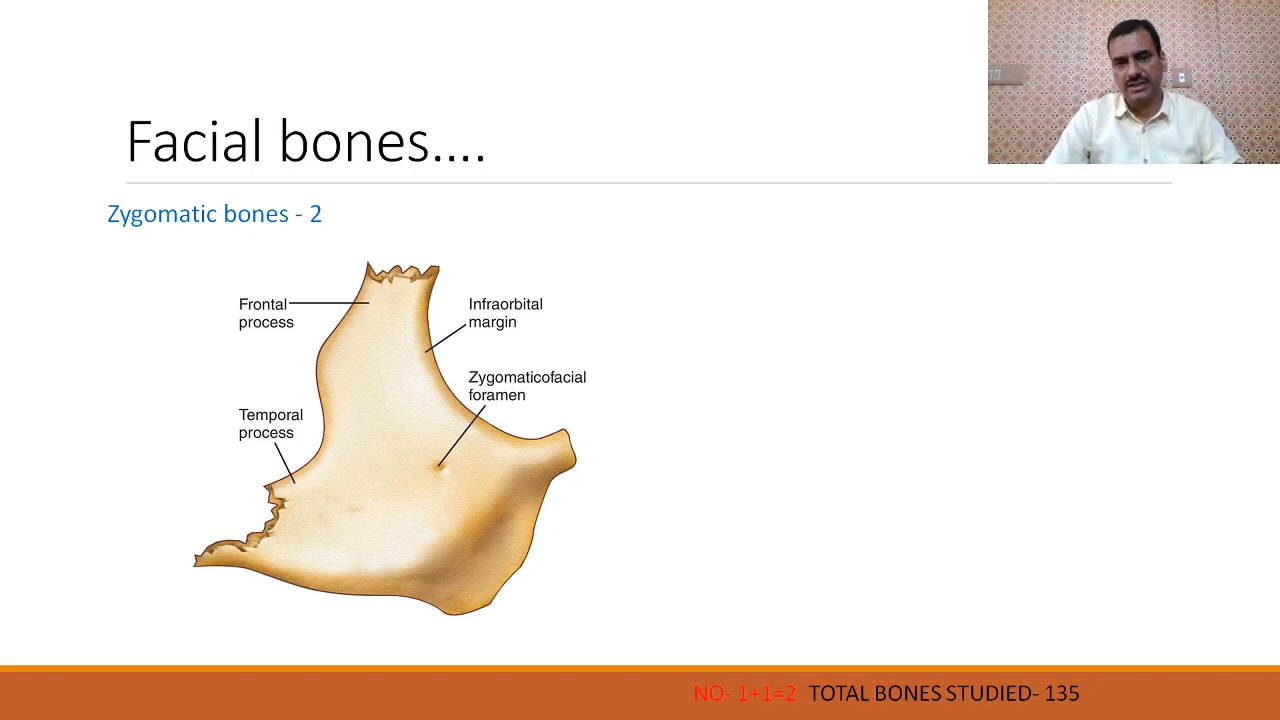 Facial bones....
Zygomatic bones - 2
Frontal
process
Infraorbital
margin
Zygomaticofacial
foramen
Temporal
process
NO- 1+1=2 TOTAL BONES STUDIED- 135